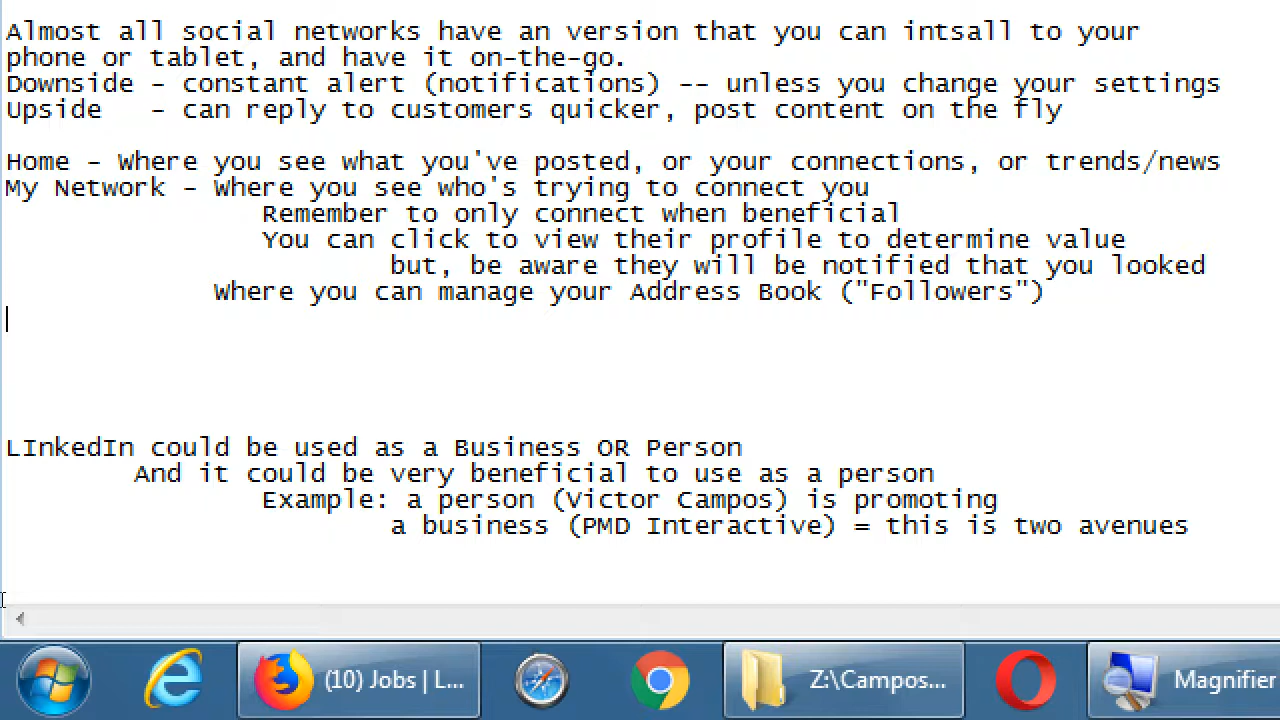 Almost all social networks have an version that you can intsall to your
phone or tablet, and have it on-the-go.
Downside - constant alert (notifications) -- unless you change your settings
Upside - can reply to customers quicker, post content on the fly
Home - Where you see what you've posted, or your connections, or trends/news
My Network - Where you see who's trying to connect you
Remember to only connect when beneficial
You can click to view their profile to determine value
but, be aware they will be notified that you looked
Where you can manage your Address Book ("Followers")
LInkedIn could be used as a Business OR Person
And it could be very beneficial to use as a person
Example: a person (Victor Campos) is promoting
a business (PMD Interactive) = this is two avenues
(10) Jobs | L... Z:\Campos... Magnifier